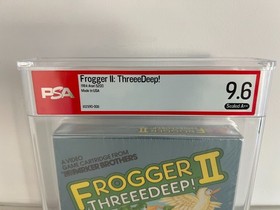 PSA
Frogger II: ThreeeDeep!
1984 Atari 5200
Made in USA
9.6
Sealed A++
A VIDEO
GAME CARTRIDGE FROM
PARKER BROTHERS
FROGGER II
THREEEDEEP!